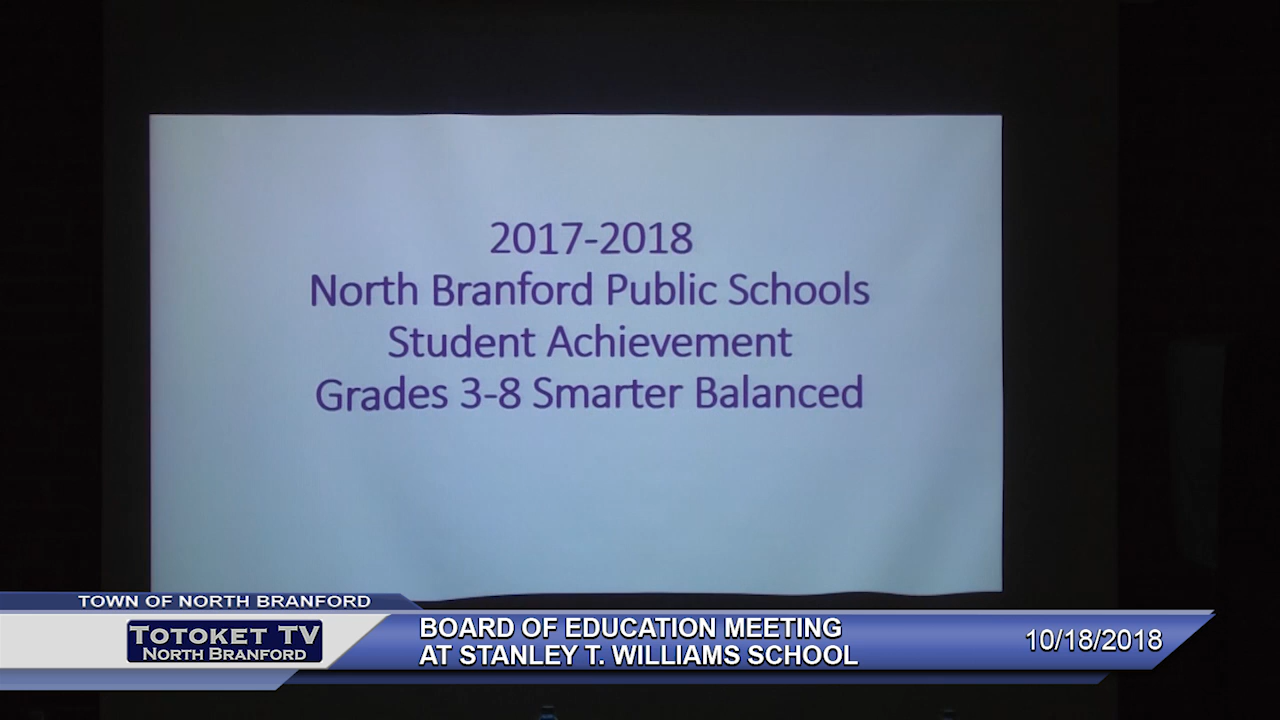 2017-2018
North Branford Public Schools
Student Achievement
Grades 3-8 Smarter Balanced
TOWN OF NORTH BRANFORD
TOTOKET TV
NORTH BRANFORD
BOARD OF EDUCATION MEETING
AT STANLEY T. WILLIAMS SCHOOL
10/18/2018